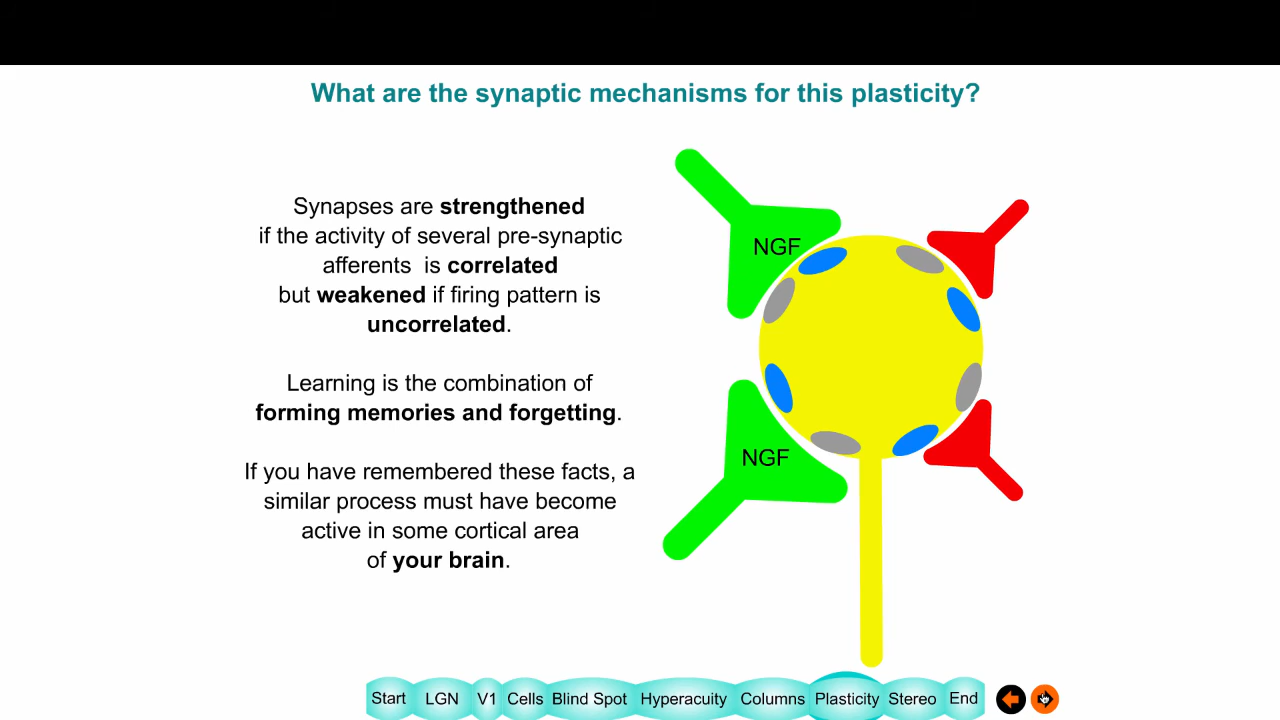 What are the synaptic mechanisms for this plasticity?
Synapses are strengthened
if the activity of several pre-synaptic
afferents is correlated
but weakened if firing pattern is
uncorrelated.
Learning is the combination of
forming memories and forgetting.
If you have remembered these facts, a
similar process must have become
active in some cortical area
of your brain.
NGF
NGF
Start LGN V1 Cells Blind Spot Hyperacuity Columns Plasticity Stereo End